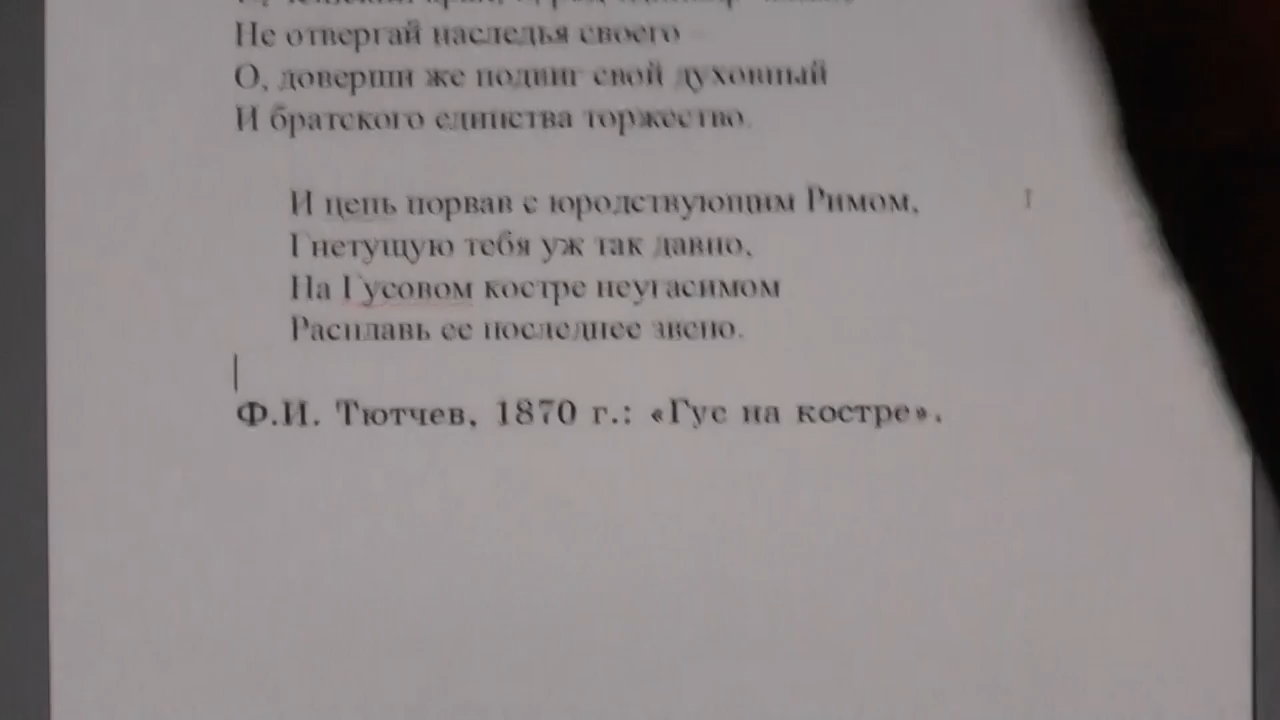 Не отвергай наследья своего
О, доверши же подвиг свой духовный
И братского единства торжество.
И цепь порвав с юродствующим Римом,
Гнетущую тебя уж так давно,
На Гусовом костре неугасимом
Расплавь ее последнее звено.
Ф.И. Тютчев, 1870 г.: «Гус на костре».